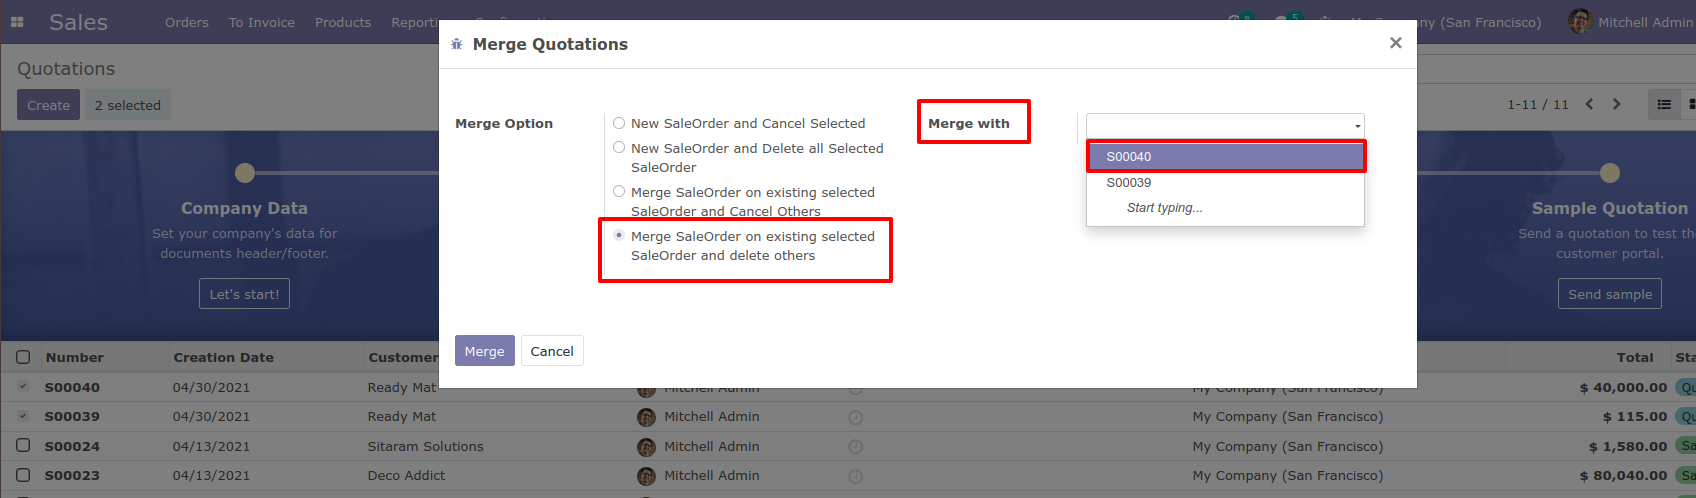 Sales Orders To Invoice Products Reporti
8 5 (San Francisco) Mitchell Admin
Merge Quotations
Quotations
Create 2 selected
1-11 / 11
Merge Option
New SaleOrder and Cancel Selected
New SaleOrder and Delete all Selected
SaleOrder
Merge SaleOrder on existing selected
SaleOrder and Cancel Others
Merge SaleOrder on existing selected
SaleOrder and delete others
Merge with
S00040
S00039
Start typing...
Company Data
Set your company's data for
documents header/footer.
Let's start!
Sample Quotation
Send a quotation to test the
customer portal.
Send sample
Merge Cancel
Number Creation Date Customer Total Sta
S00040 04/30/2021 Ready Mat Mitchell Admin My Company (San Francisco) $ 40,000.00 Qu
S00039 04/30/2021 Ready Mat Mitchell Admin My Company (San Francisco) $ 115.00 Qu
S00024 04/13/2021 Sitaram Solutions Mitchell Admin My Company (San Francisco) $ 1,580.00 Sa
S00023 04/13/2021 Deco Addict Mitchell Admin My Company (San Francisco) $ 80,040.00 Sa